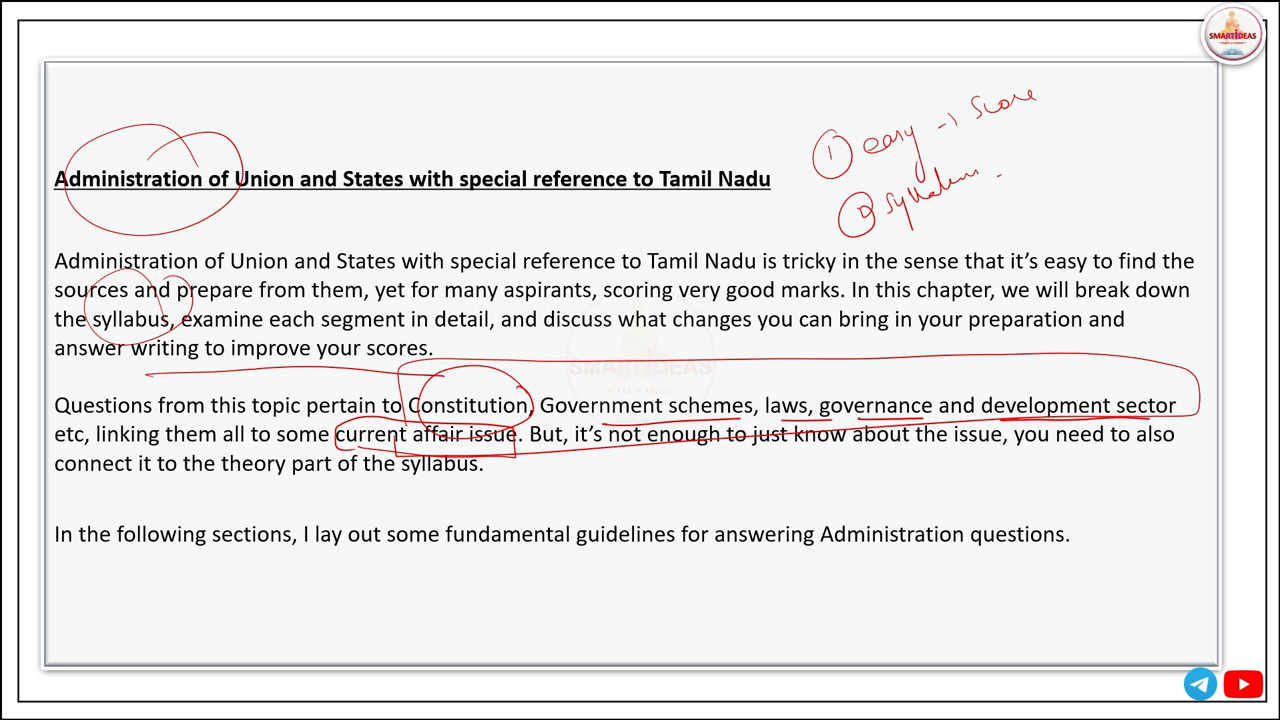 SMARTIDEAS
① easy → Score
② Syllabus
Administration of Union and States with special reference to Tamil Nadu
Administration of Union and States with special reference to Tamil Nadu is tricky in the sense that it's easy to find the
sources and prepare from them, yet for many aspirants, scoring very good marks. In this chapter, we will break down
the syllabus, examine each segment in detail, and discuss what changes you can bring in your preparation and
answer writing to improve your scores.
SMARTIDEAS
Questions from this topic pertain to Constitution, Government schemes, laws, governance and development sector
etc, linking them all to some current affair issue. But, it's not enough to just know about the issue, you need to also
connect it to the theory part of the syllabus.
In the following sections, I lay out some fundamental guidelines for answering Administration questions.